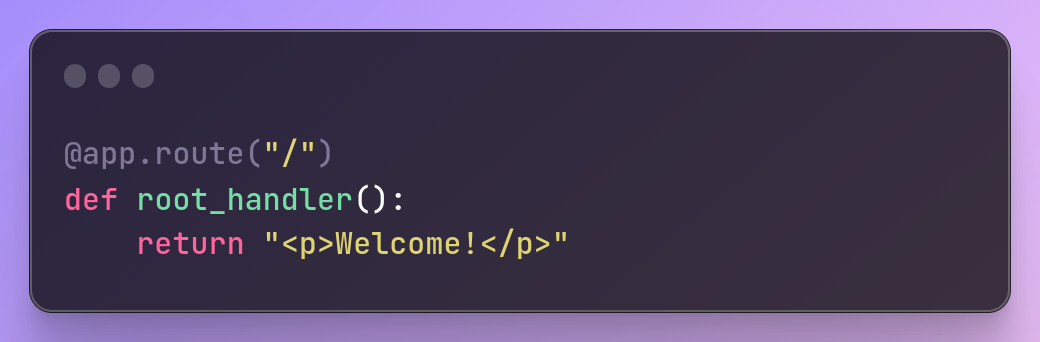 @app.route("/")
def root_handler():
    return "<p>Welcome!</p>"